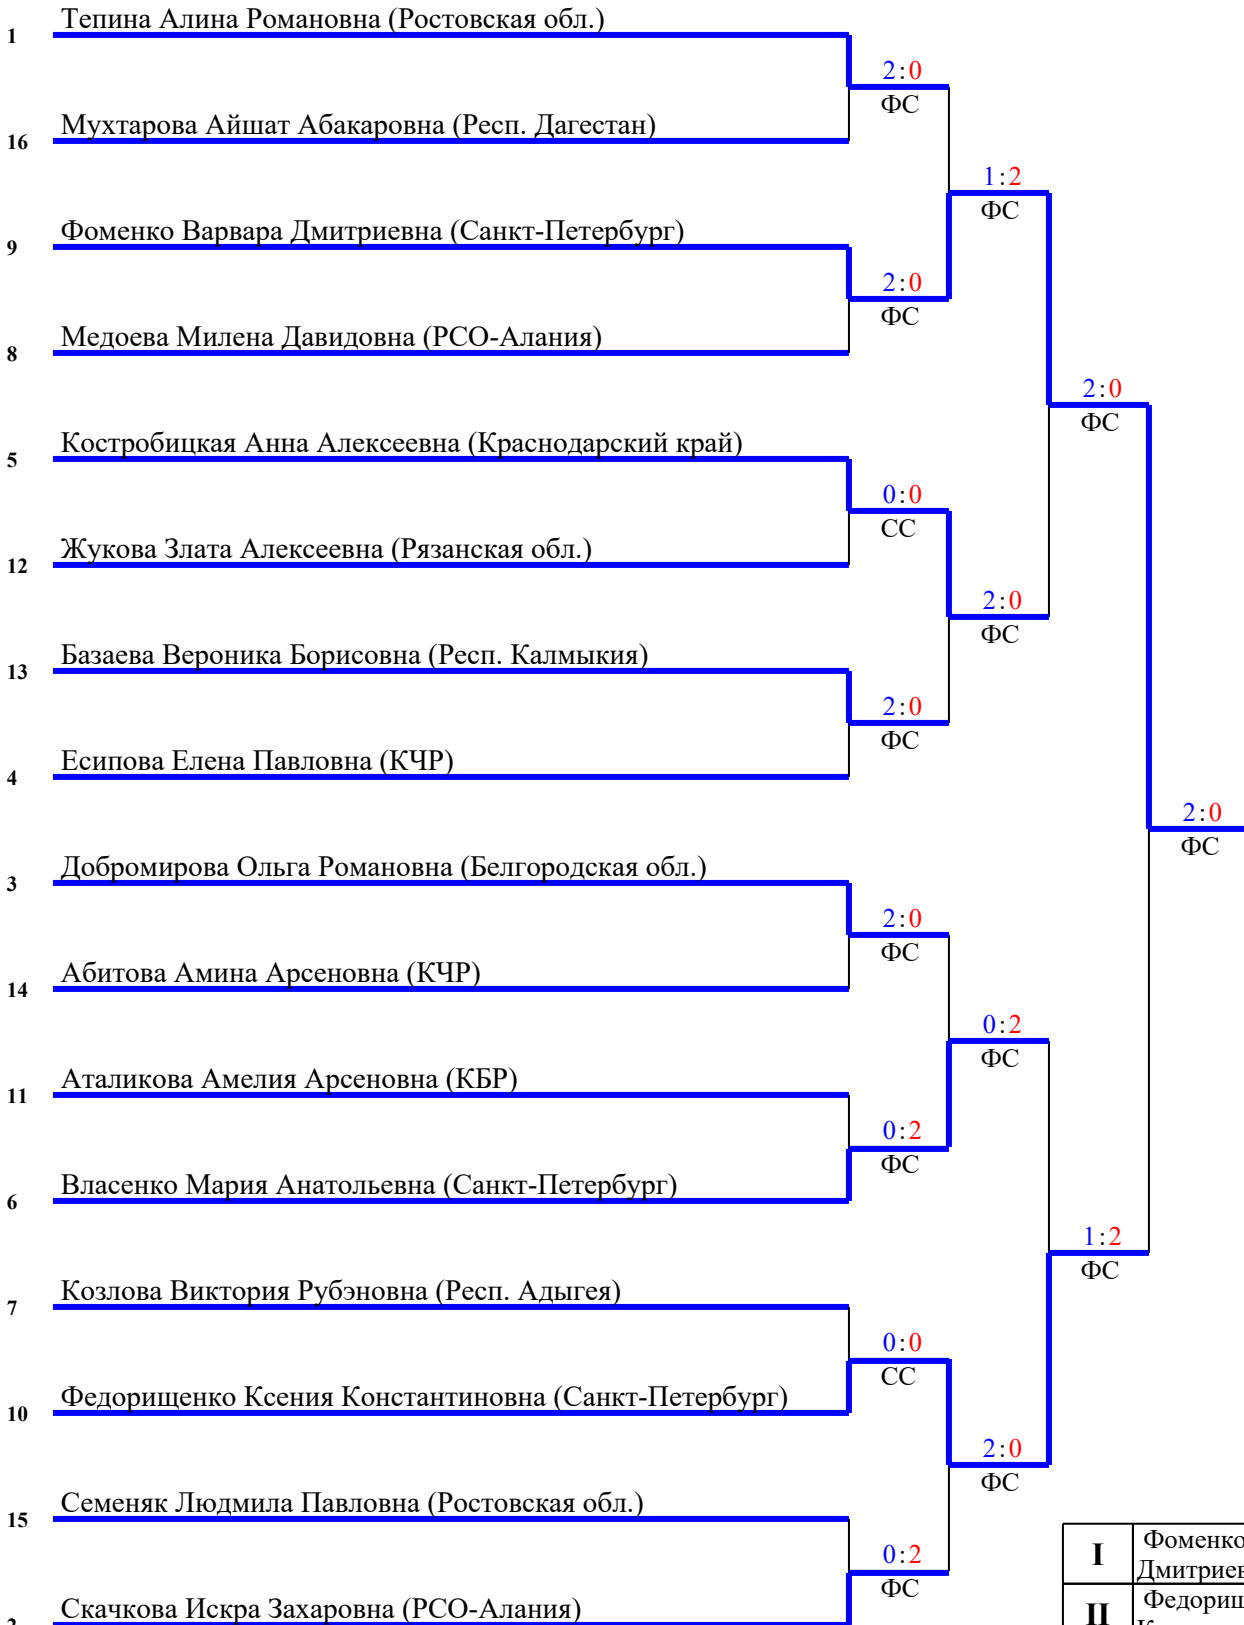 Тепина Алина Романовна (Ростовская обл.)
1
2:0
ФС
Мухтарова Айшат Абакаровна (Респ. Дагестан)
16
1:2
ФС
Фоменко Варвара Дмитриевна (Санкт-Петербург)
9
2:0
ФС
Медоева Милена Давидовна (РСО-Алания)
8
2:0
ФС
Костробицкая Анна Алексеевна (Краснодарский край)
5
0:0
СС
Жукова Злата Алексеевна (Рязанская обл.)
12
2:0
ФС
Базаева Вероника Борисовна (Респ. Калмыкия)
13
2:0
ФС
Есипова Елена Павловна (КЧР)
4
2:0
ФС
Добромирова Ольга Романовна (Белгородская обл.)
3
2:0
ФС
Абитова Амина Арсеновна (КЧР)
14
0:2
ФС
Аталикова Амелия Арсеновна (КБР)
11
0:2
ФС
Власенко Мария Анатольевна (Санкт-Петербург)
6
1:2
ФС
Козлова Виктория Рубэновна (Респ. Адыгея)
7
0:0
СС
Федорищенко Ксения Константиновна (Санкт-Петербург)
10
2:0
ФС
Семеняк Людмила Павловна (Ростовская обл.)
15
0:2
ФС
I
Фоменко
Дмитриев
Скачкова Искра Захаровна (РСО-Алания)
II
Федорищ